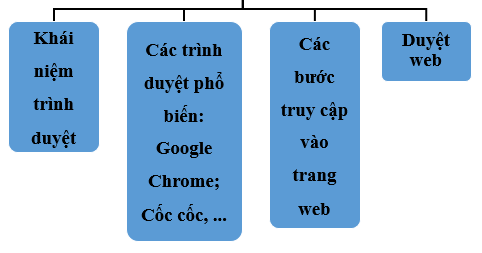 Khái
niệm
trình
duyệt
Các trình
duyệt phổ
biến:
Google
Chrome;
Cốc cốc, ...
Các
bước
truy cập
vào
trang
web
Duyệt
web